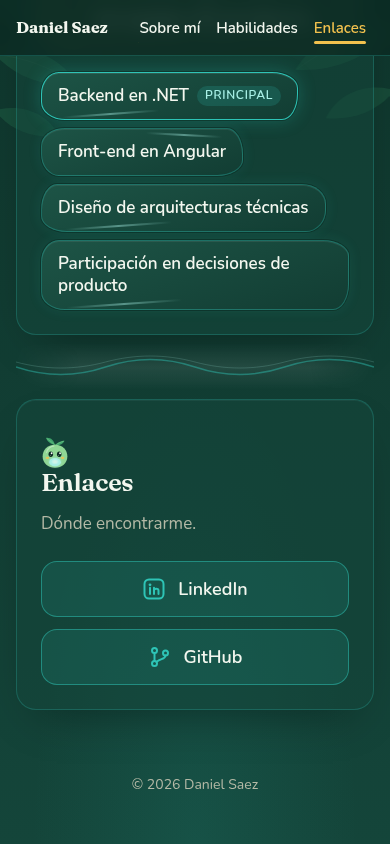 Daniel Saez
Sobre mí
Habilidades
Enlaces
Backend en .NET
PRINCIPAL
Front-end en Angular
Diseño de arquitecturas técnicas
Participación en decisiones de
producto
Enlaces
Dónde encontrarme.
LinkedIn
GitHub
© 2026 Daniel Saez